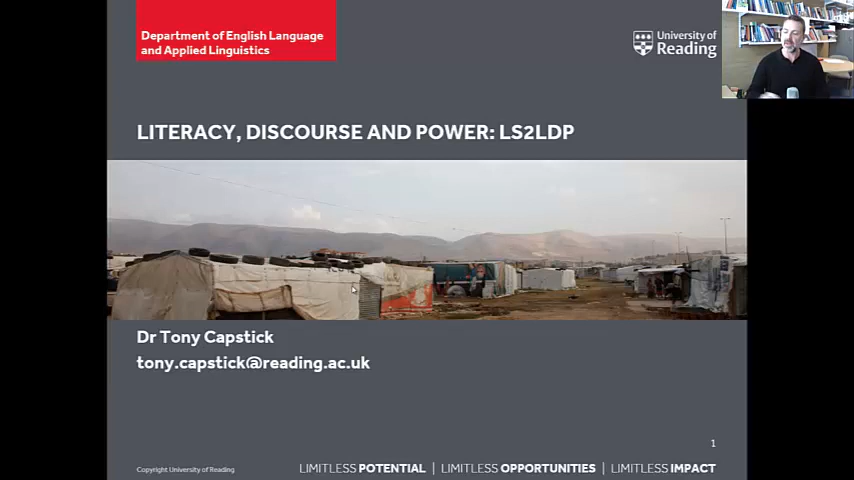 Department of English Language
and Applied Linguistics
University of
Reading
LITERACY, DISCOURSE AND POWER: LS2LDP
Dr Tony Capstick
tony.capstick@reading.ac.uk
1
Copyright University of Reading
LIMITLESS POTENTIAL | LIMITLESS OPPORTUNITIES | LIMITLESS IMPACT